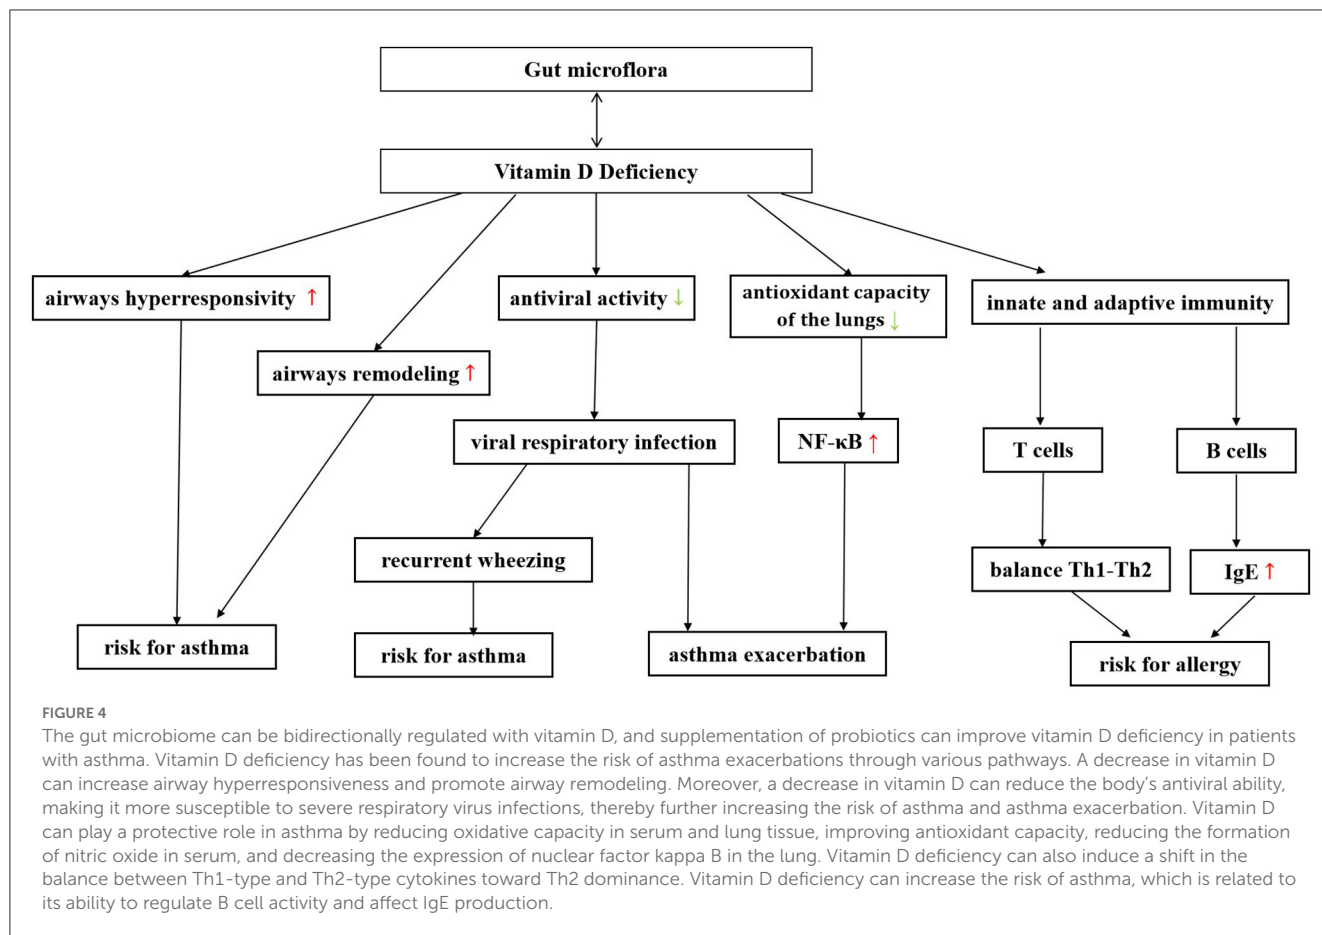 Gut microflora
Vitamin D Deficiency
airways hyperresponsivity ↑
antiviral activity ↓
antioxidant capacity
of the lungs ↓
innate and adaptive immunity
airways remodeling ↑
viral respiratory infection
NF-κB ↑
T cells
B cells
recurrent wheezing
balance Th1-Th2
IgE ↑
risk for asthma
risk for asthma
asthma exacerbation
risk for allergy
FIGURE 4
The gut microbiome can be bidirectionally regulated with vitamin D, and supplementation of probiotics can improve vitamin D deficiency in patients
with asthma. Vitamin D deficiency has been found to increase the risk of asthma exacerbations through various pathways. A decrease in vitamin D
can increase airway hyperresponsiveness and promote airway remodeling. Moreover, a decrease in vitamin D can reduce the body's antiviral ability,
making it more susceptible to severe respiratory virus infections, thereby further increasing the risk of asthma and asthma exacerbation. Vitamin D
can play a protective role in asthma by reducing oxidative capacity in serum and lung tissue, improving antioxidant capacity, reducing the formation
of nitric oxide in serum, and decreasing the expression of nuclear factor kappa B in the lung. Vitamin D deficiency can also induce a shift in the
balance between Th1-type and Th2-type cytokines toward Th2 dominance. Vitamin D deficiency can increase the risk of asthma, which is related to
its ability to regulate B cell activity and affect IgE production.